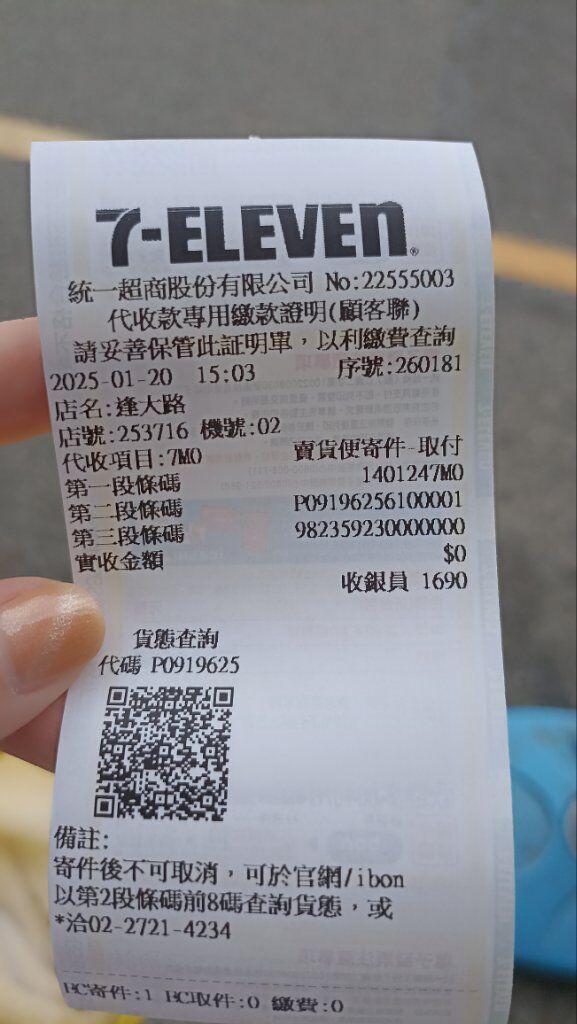 7-ELEVEN®
統一超商股份有限公司 No:22555003
代收款專用繳款證明(顧客聯)
請妥善保管此証明單，以利繳費查詢
2025-01-20 15:03 序號:260181
店名:逢大路
店號:253716 機號:02
代收項目:7M0 賣貨便寄件-取付
第一段條碼 1401247M0
第二段條碼 P09196256100001
第三段條碼 982359230000000
實收金額 $0
收銀員 1690
貨態查詢
代碼 P0919625
備註:
寄件後不可取消，可於官網/ibon
以第2段條碼前8碼查詢貨態，或
*洽02-2721-4234
BC寄件:1 BC取件:0 繳費:0